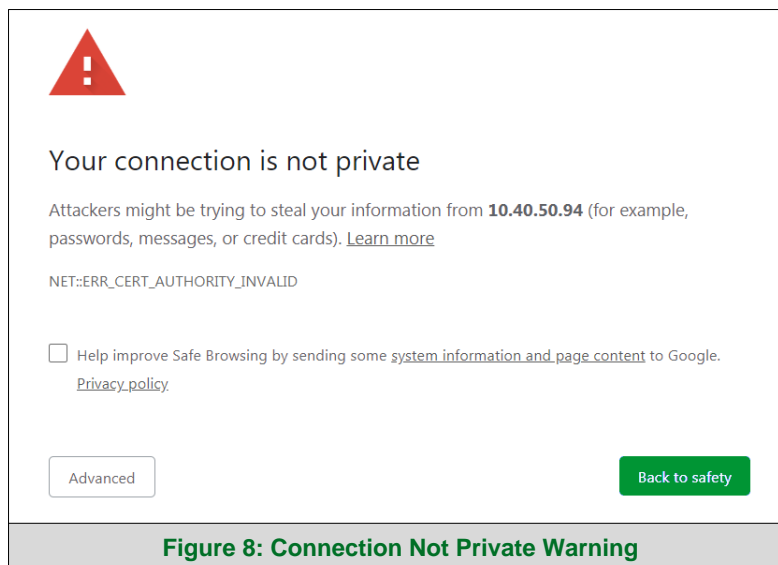 Your connection is not private
Attackers might be trying to steal your information from 10.40.50.94 (for example,
passwords, messages, or credit cards). Learn more
NET::ERR_CERT_AUTHORITY_INVALID
Help improve Safe Browsing by sending some system information and page content to Google.
Privacy policy
Advanced
Back to safety
Figure 8: Connection Not Private Warning